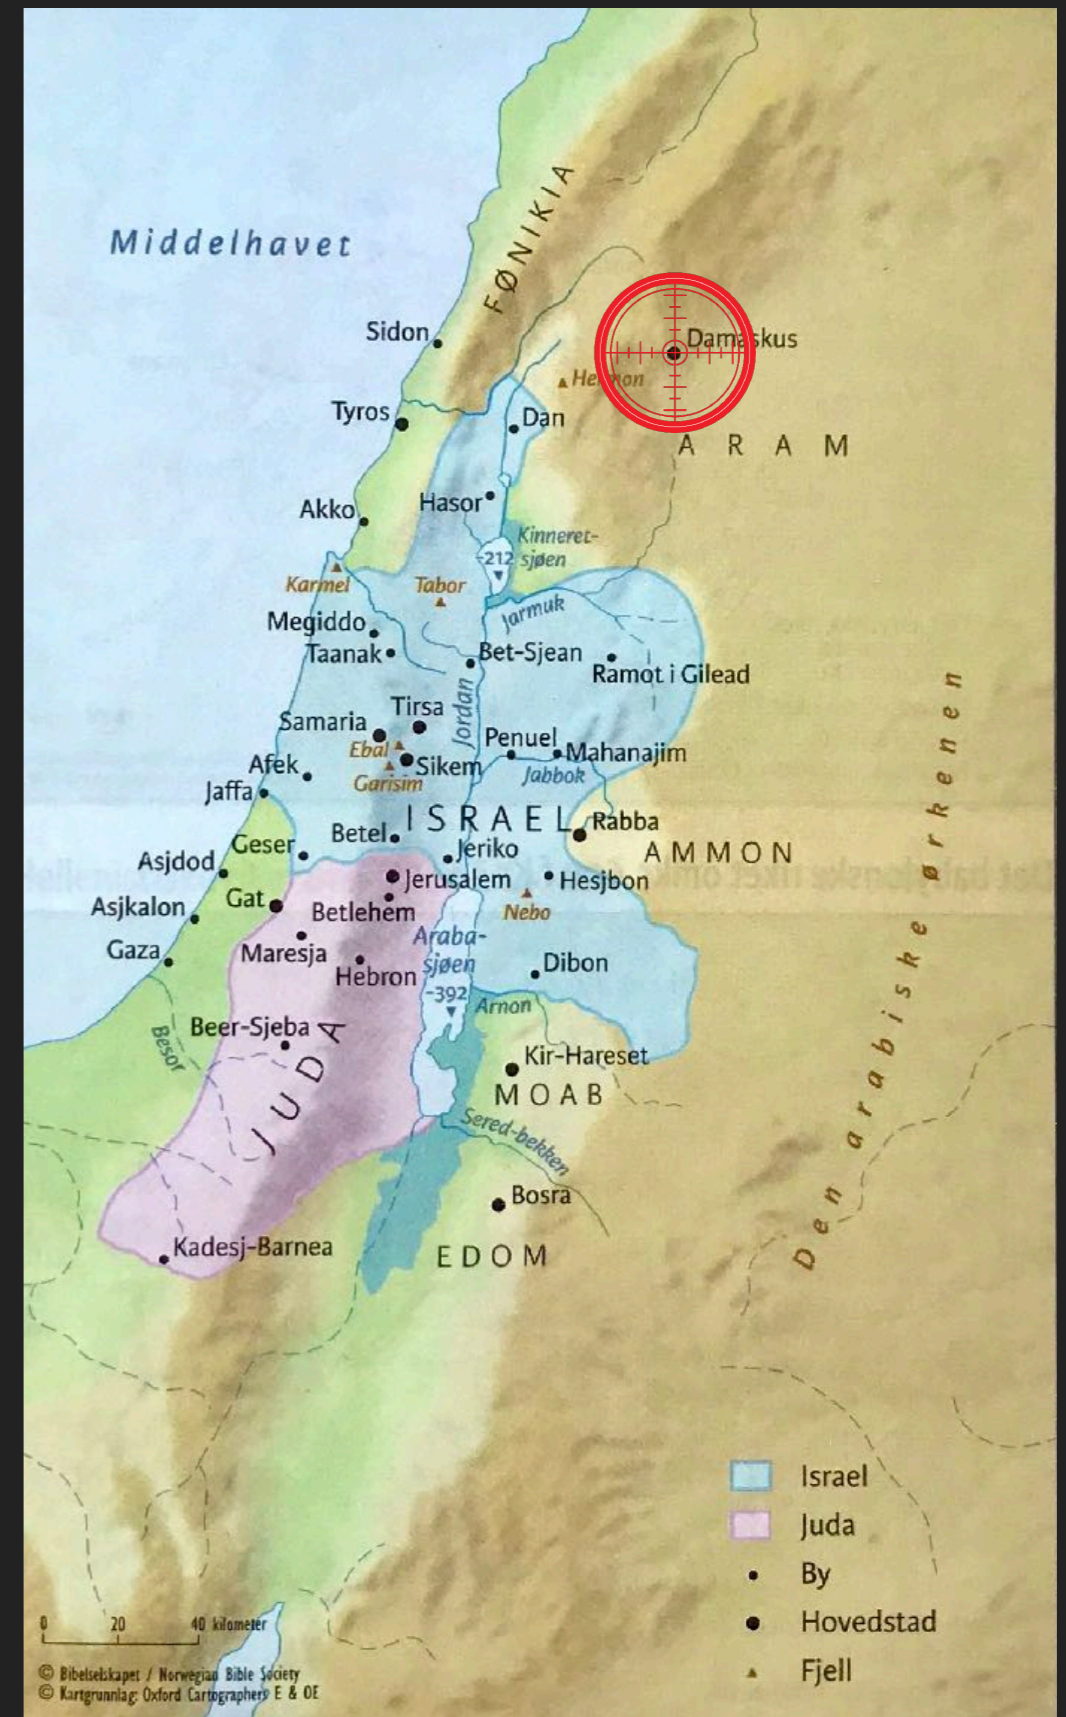 Middelhavet
FØNIKIA
Sidon
Damaskus
Hermon
Tyros
Dan
ARAM
Akko
Hasor
Kinneret-
sjøen
-212
Karmel
Tabor
Jarmuk
Megiddo
Taanak
Bet-Sjean
Ramot i Gilead
Jordan
Tirsa
Samaria
Ebal
Sikem
Garisim
Penuel
Mahanajim
Jabbok
Afek
Jaffa
ISRAEL
Rabba
AMMON
Betel
Geser
Jeriko
Asjdod
Jerusalem
Hesjbon
Gat
Nebo
Asjkalon
Betlehem
Gaza
Maresja
Araba-
sjøen
-392
Hebron
Dibon
Arnon
Beer-Sjeba
Besor
JUDA
Kir-Hareset
MOAB
Sered-bekken
Bosra
EDOM
Kadesj-Barnea
Den arabiske ørkenen
Israel
Juda
By
Hovedstad
Fjell
0 20 40 kilometer
© Bibelselskapet / Norwegian Bible Society
© Kartgrunnlag: Oxford Cartographers E & OE